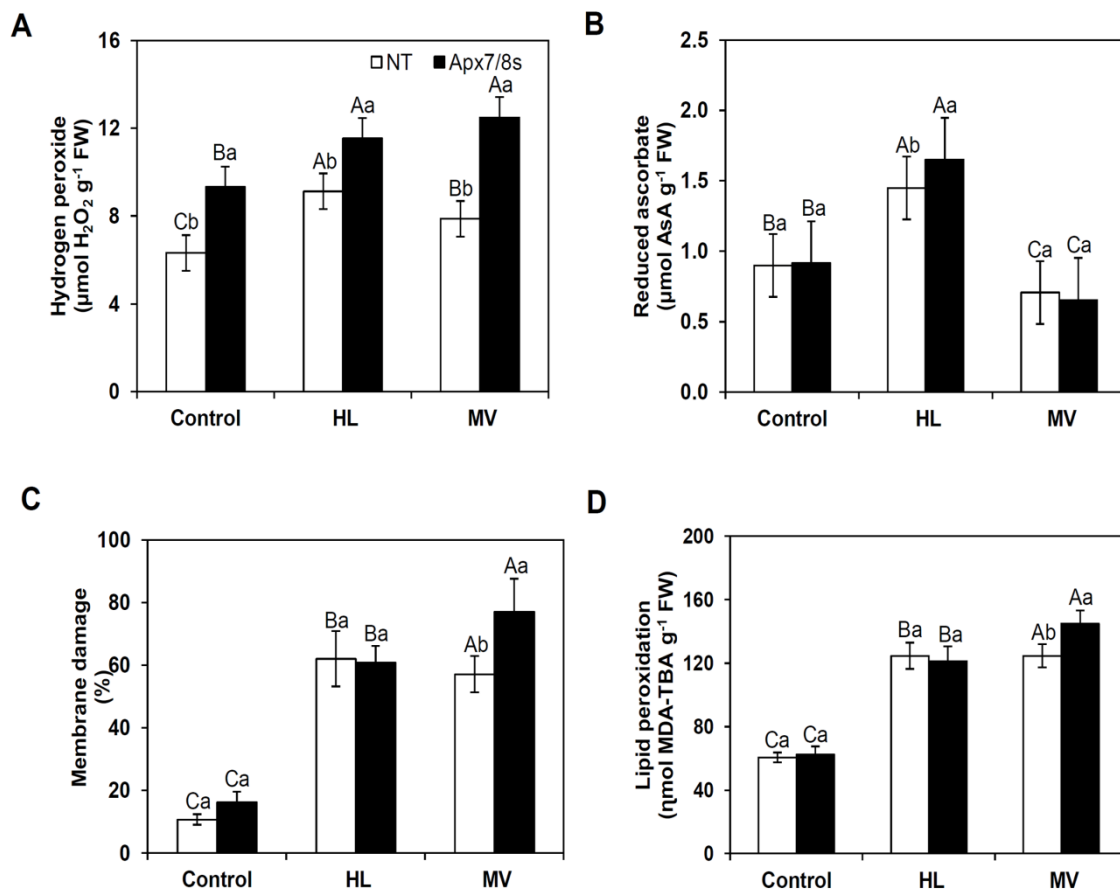 A
Hydrogen peroxide
(µmol H₂O₂ g⁻¹ FW)
16
12
8
4
0
NT Apx7/8s
Cb Ba Ab Aa Bb Aa
Control HL MV
B
Reduced ascorbate
(µmol AsA g⁻¹ FW)
2.5
2.0
1.5
1.0
0.5
0.0
Ba Ba Ab Aa Ca Ca
Control HL MV
C
Membrane damage
(%)
100
80
60
40
20
0
Ca Ca Ba Ba Ab Aa
Control HL MV
D
Lipid peroxidation
(ηmol MDA-TBA g⁻¹ FW)
200
160
120
80
40
0
Ca Ca Ba Ba Ab Aa
Control HL MV